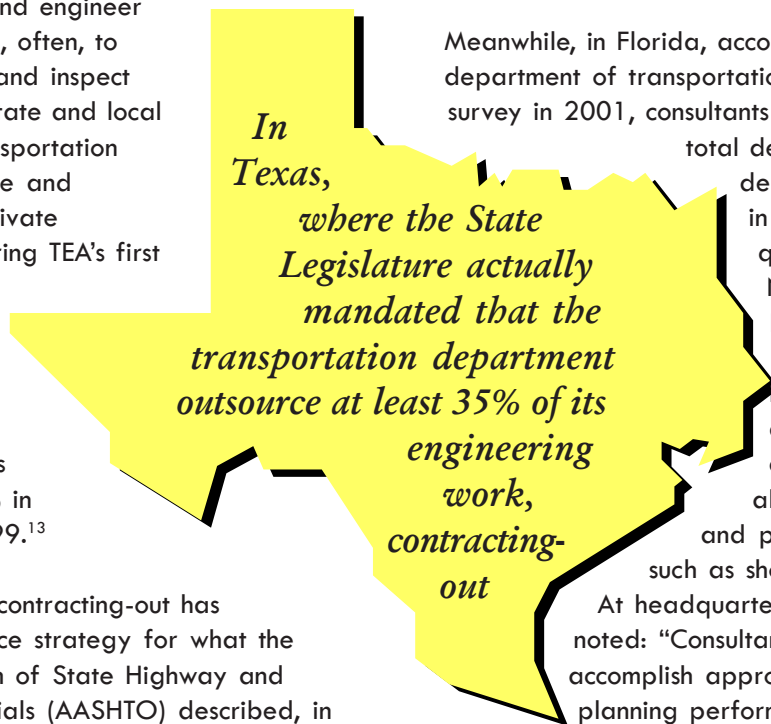 nd engineer
, often, to
and inspect
rate and local
sportation
e and
ivate
ring TEA's first
s
in
99.¹³
contracting-out has
ce strategy for what the
n of State Highway and
ials (AASHTO) described, in
In
Texas,
where the State
Legislature actually
mandated that the
transportation department
outsource at least 35% of its
engineering
work,
contracting-
out
Meanwhile, in Florida, acco
department of transportatio
survey in 2001, consultants
total de
de
in
q
al
and p
such as sho
At headquarte
noted: “Consultan
accomplish appro
planning perform